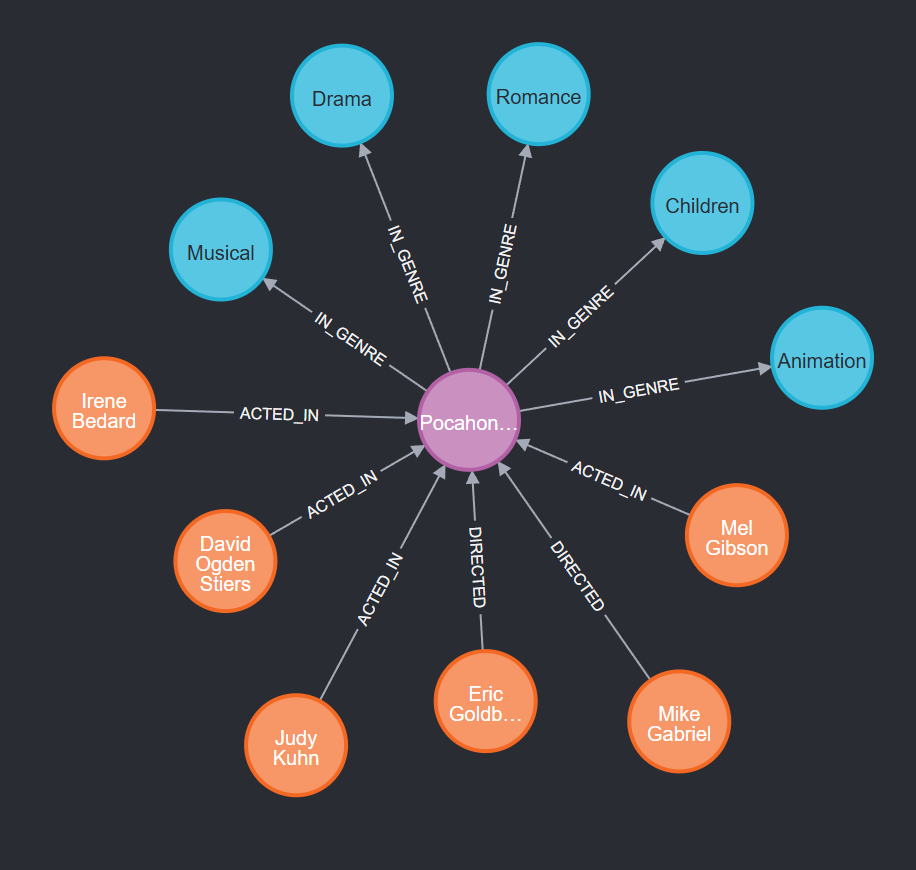 Drama
Romance
Children
Musical
IN_GENRE
IN_GENRE
IN_GENRE
IN_GENRE
Animation
IN_GENRE
Irene
Bedard
ACTED_IN
Pocahon…
ACTED_IN
ACTED_IN
David
Ogden
Stiers
Mel
Gibson
ACTED_IN
DIRECTED
DIRECTED
Eric
Goldb…
Mike
Gabriel
Judy
Kuhn